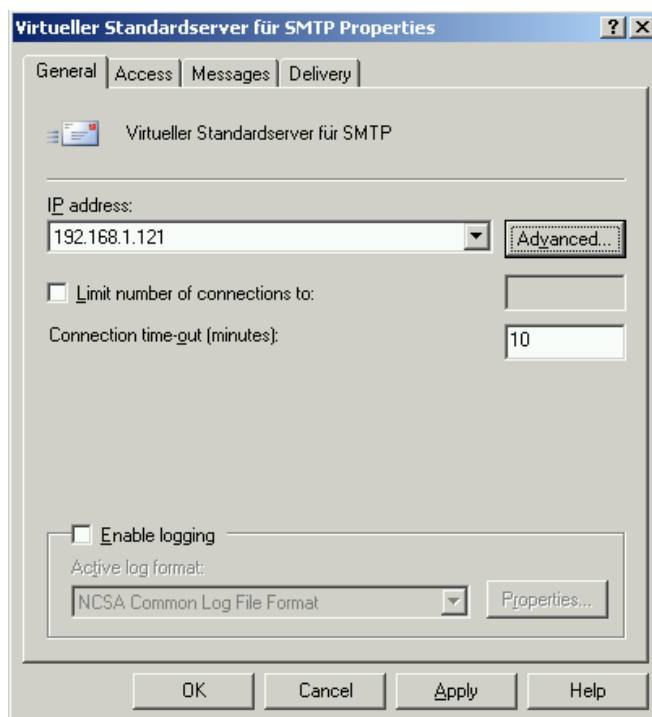 Virtueller Standardserver für SMTP Properties
General Access Messages Delivery
Virtueller Standardserver für SMTP
IP address:
192.168.1.121 Advanced...
Limit number of connections to:
Connection time-out (minutes): 10
Enable logging
Active log format:
NCSA Common Log File Format Properties...
OK Cancel Apply Help